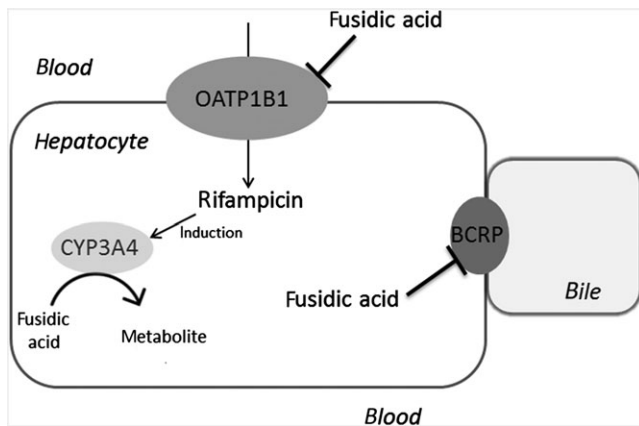 Fusidic acid
Blood
OATP1B1
Hepatocyte
Rifampicin
Induction
CYP3A4
BCRP
Fusidic acid
Bile
Fusidic
acid
Metabolite
Blood